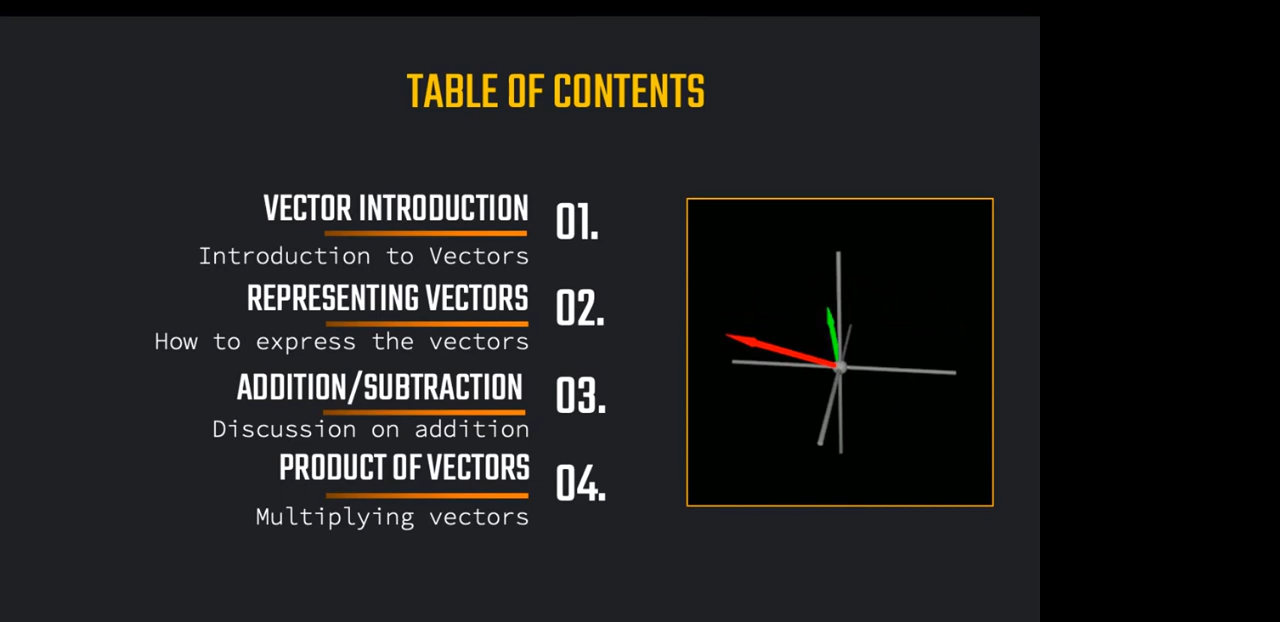 TABLE OF CONTENTS
VECTOR INTRODUCTION
01.
Introduction to Vectors
REPRESENTING VECTORS
02.
How to express the vectors
ADDITION/SUBTRACTION
03.
Discussion on addition
PRODUCT OF VECTORS
04.
Multiplying vectors